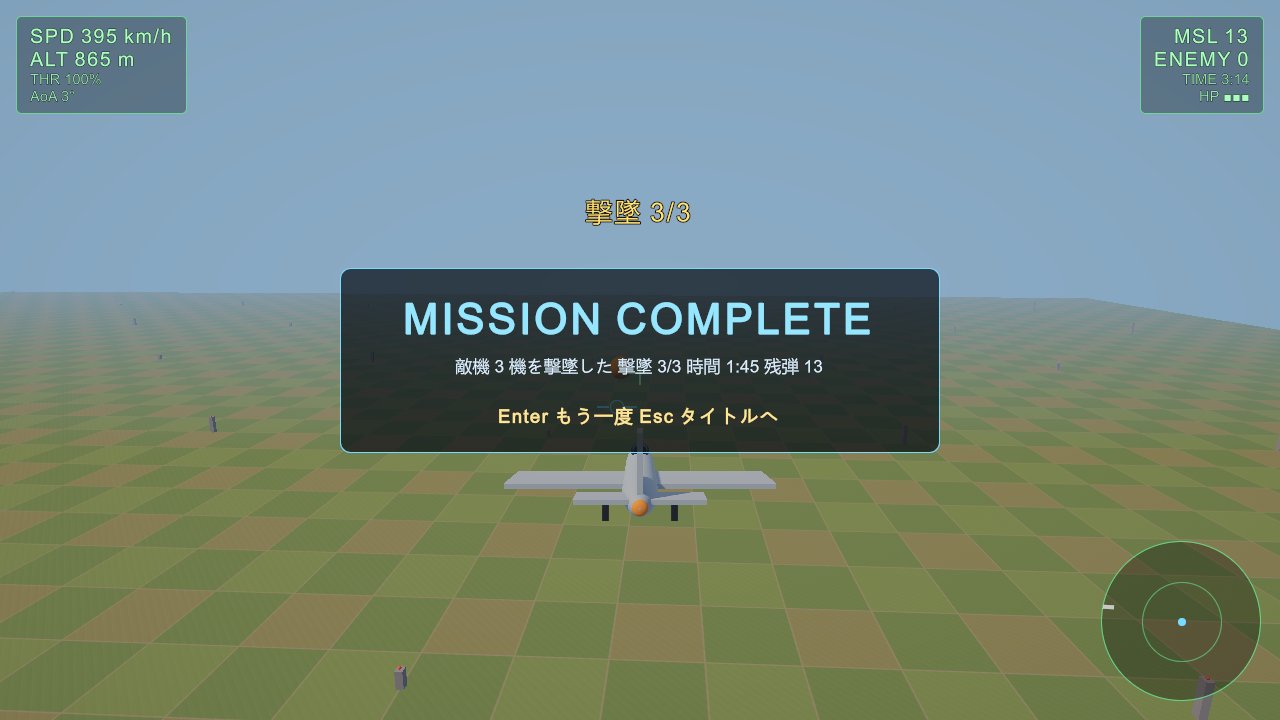 SPD 395 km/h
ALT 865 m
THR 100%
AoA 3°
MSL 13
ENEMY 0
TIME 3:14
HP
撃墜 3/3
MISSION COMPLETE
敵機 3 機を撃墜した 撃墜 3/3 時間 1:45 残弾 13
Enter もう一度 Esc タイトルへ